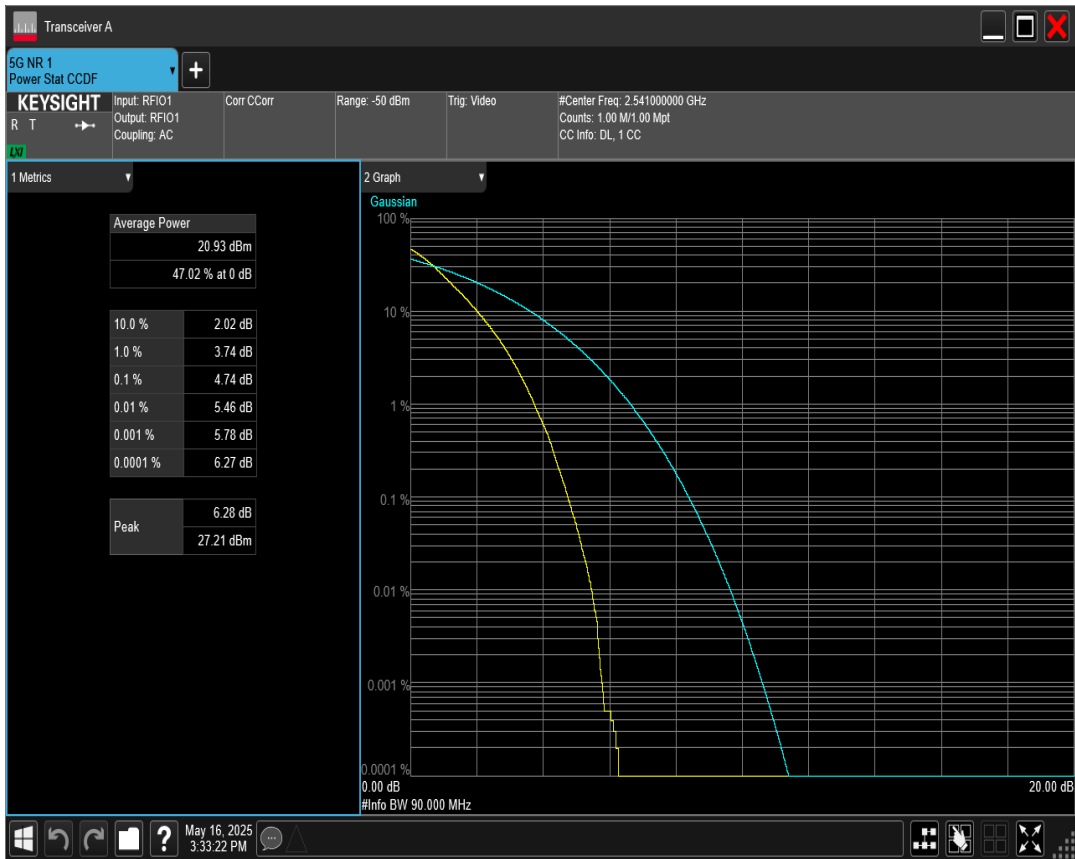 Transceiver A
5G NR 1
Power Stat CCDF
+
KEYSIGHT
R T
LXI
Input: RFIO1
Output: RFIO1
Coupling: AC
Corr CCorr
Range: -50 dBm
Trig: Video
#Center Freq: 2.541000000 GHz
Counts: 1.00 M/1.00 Mpt
CC Info: DL, 1 CC
1 Metrics
Average Power
20.93 dBm
47.02 % at 0 dB
10.0 % 2.02 dB
1.0 % 3.74 dB
0.1 % 4.74 dB
0.01 % 5.46 dB
0.001 % 5.78 dB
0.0001 % 6.27 dB
Peak
6.28 dB
27.21 dBm
2 Graph
Gaussian
100 %
10 %
1 %
0.1 %
0.01 %
0.001 %
0.0001 %
0.00 dB 20.00 dB
#Info BW 90.000 MHz
?
May 16, 2025
3:33:22 PM